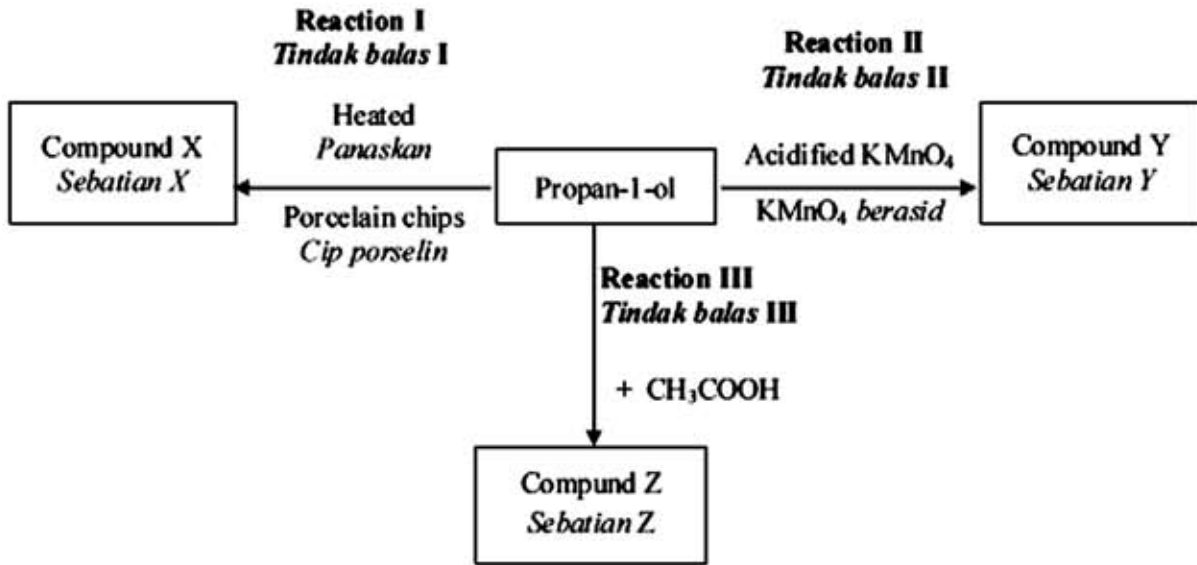 Reaction I
Tindak balas I
Heated
Panaskan
Porcelain chips
Cip porselin
Compound X
Sebatian X
Propan-1-ol
Reaction II
Tindak balas II
Acidified KMnO₄
KMnO₄ berasid
Compound Y
Sebatian Y
Reaction III
Tindak balas III
+ CH₃COOH
Compund Z
Sebatian Z